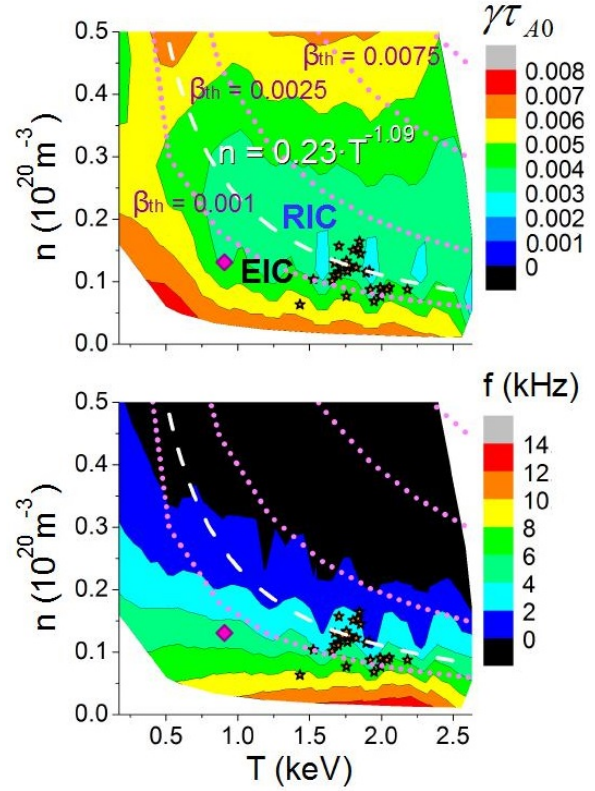 γτ_A0
0.5
0.4
0.3
0.2
0.1
0.0
n (10^20 m^-3)
β_th = 0.0075
β_th = 0.0025
n = 0.23·T^-1.09
β_th = 0.001
RIC
EIC
0.008
0.007
0.006
0.005
0.004
0.003
0.002
0.001
0
f (kHz)
0.5
0.4
0.3
0.2
0.1
0.0
n (10^20 m^-3)
14
12
10
8
6
4
2
0
0.5 1.0 1.5 2.0 2.5
T (keV)